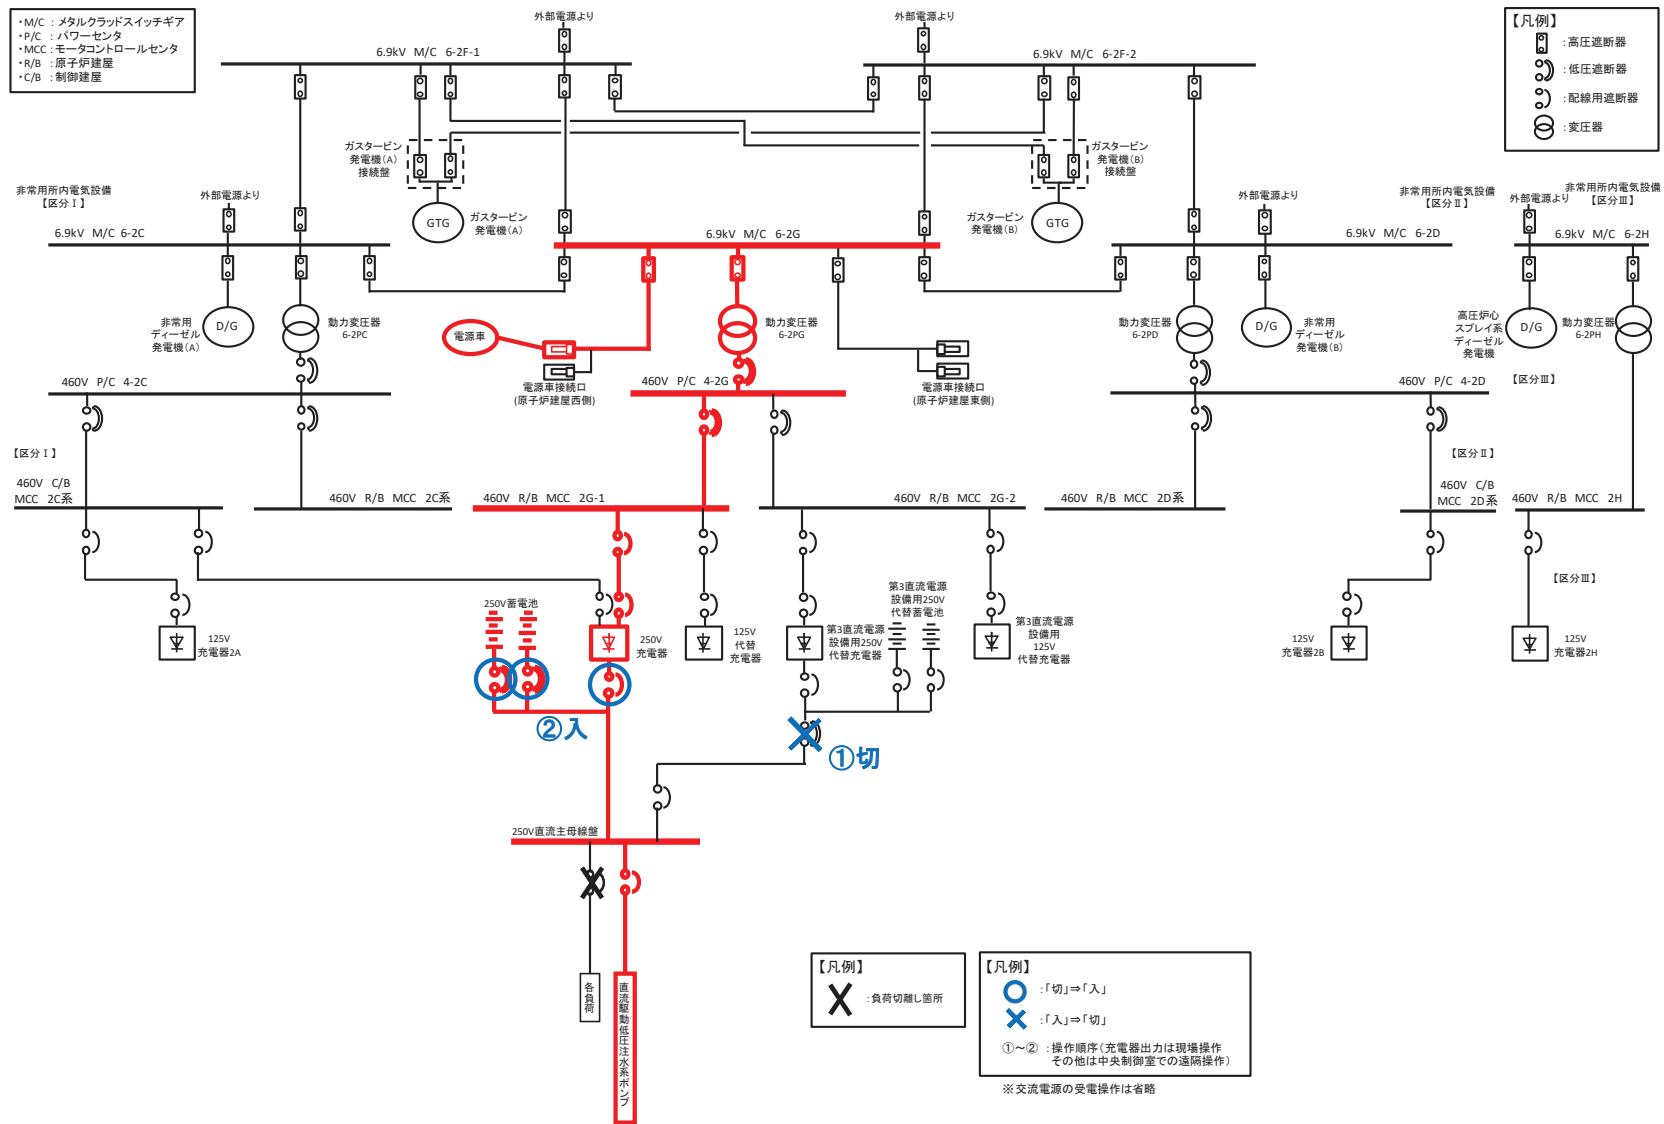 ・M/C ：メタルクラッドスイッチギア
・P/C ：パワーセンタ
・MCC：モータコントロールセンタ
・R/B ：原子炉建屋
・C/B ：制御建屋
外部電源より
外部電源より
6.9kV M/C 6-2F-1
6.9kV M/C 6-2F-2
【凡例】
：高圧遮断器
：低圧遮断器
：配線用遮断器
：変圧器
ガスタービン
発電機（A）
接続盤
ガスタービン
発電機（B）
接続盤
非常用所内電気設備
【区分Ⅰ】
外部電源より
GTG
ガスタービン
発電機（A）
ガスタービン
発電機（B）
GTG
外部電源より
非常用所内電気設備
【区分Ⅱ】
外部電源より
非常用所内電気設備
【区分Ⅲ】
6.9kV M/C 6-2C
6.9kV M/C 6-2G
6.9kV M/C 6-2D
6.9kV M/C 6-2H
非常用
ディーゼル
発電機（A）
D/G
動力変圧器
6-2PC
電源車
動力変圧器
6-2PG
動力変圧器
6-2PD
D/G
非常用
ディーゼル
発電機（B）
高圧炉心
スプレイ系
ディーゼル
発電機
D/G
動力変圧器
6-2PH
電源車接続口
(原子炉建屋西側)
電源車接続口
(原子炉建屋東側)
460V P/C 4-2C
460V P/C 4-2G
460V P/C 4-2D
【区分Ⅲ】
【区分Ⅰ】
【区分Ⅱ】
460V C/B
MCC 2C系
460V R/B MCC 2C系
460V R/B MCC 2G-1
460V R/B MCC 2G-2
460V R/B MCC 2D系
460V C/B
MCC 2D系
460V R/B MCC 2H
【区分Ⅲ】
125V
充電器2A
250V蓄電池
250V
充電器
125V
代替
充電器
第3直流電源
設備用250V
代替充電器
第3直流電源
設備用250V
代替蓄電池
第3直流電源
設備用
125V
代替充電器
125V
充電器2B
125V
充電器2H
②入
①切
250V直流主母線盤
各負荷
直流駆動低圧注水系ポンプ
【凡例】
：負荷切離し箇所
【凡例】
：「切」⇒「入」
：「入」⇒「切」
①～② ：操作順序（充電器出力は現場操作
その他は中央制御室での遠隔操作）
※交流電源の受電操作は省略